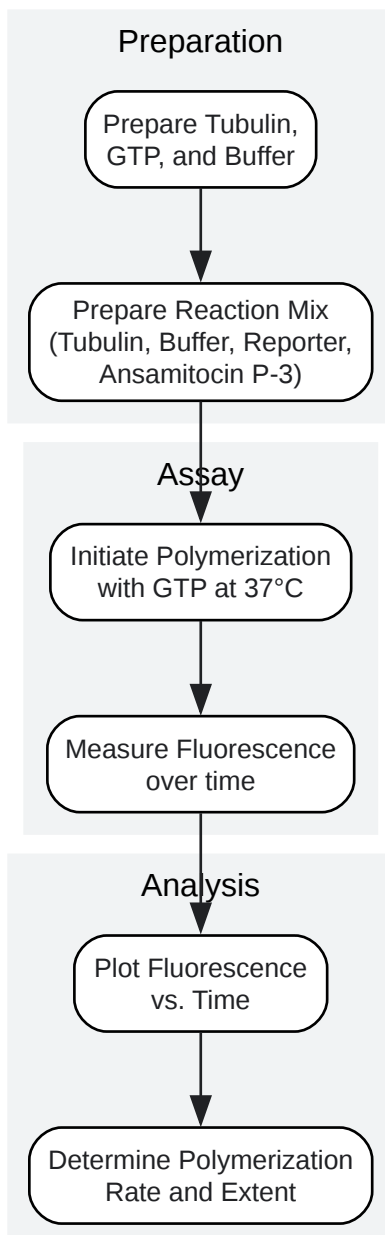 Preparation
Prepare Tubulin,
GTP, and Buffer
Prepare Reaction Mix
(Tubulin, Buffer, Reporter,
Ansamitocin P-3)
Assay
Initiate Polymerization
with GTP at 37°C
Measure Fluorescence
over time
Analysis
Plot Fluorescence
vs. Time
Determine Polymerization
Rate and Extent